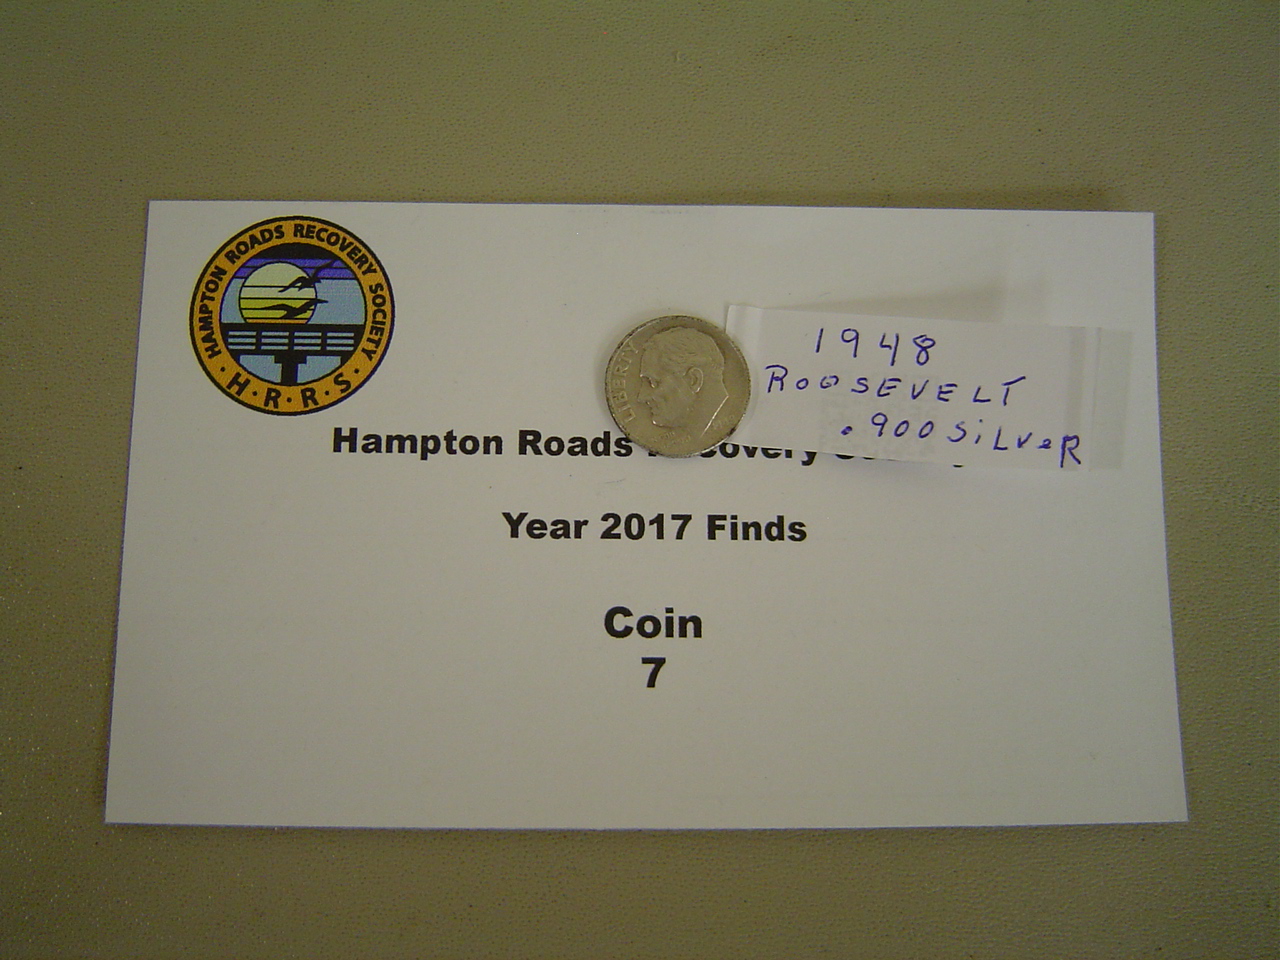 HAMPTON ROADS RECOVERY SOCIETY
· H · R · R · S ·
LIBERTY
1948
ROOSEVELT
.900 SiLVeR
Hampton Roads
Year 2017 Finds
Coin
7